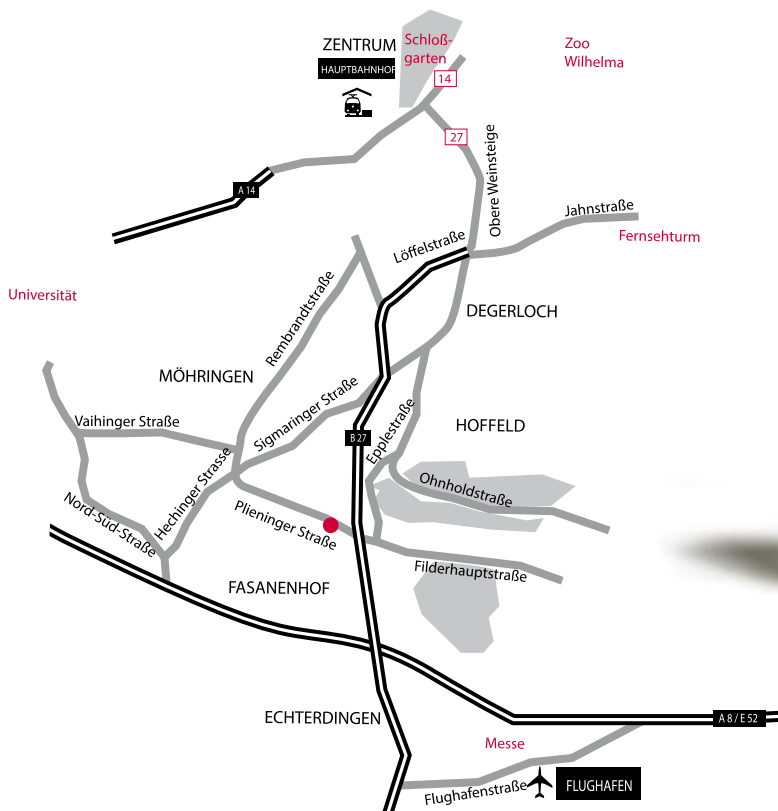 ZENTRUM
HAUPTBAHNHOF
Schloß-
garten
Zoo
Wilhelma
14
27
A 14
Obere Weinsteige
Jahnstraße
Löffelstraße
Fernsehturm
Universität
Rembrandtstraße
DEGERLOCH
MÖHRINGEN
Sigmaringer Straße
Vaihinger Straße
B 27
Epplestraße
HOFFELD
Hechinger Strasse
Ohnholdstraße
Nord-Süd-Straße
Plieninger Straße
Filderhauptstraße
FASANENHOF
ECHTERDINGEN
A 8 / E 52
Messe
Flughafenstraße
FLUGHAFEN